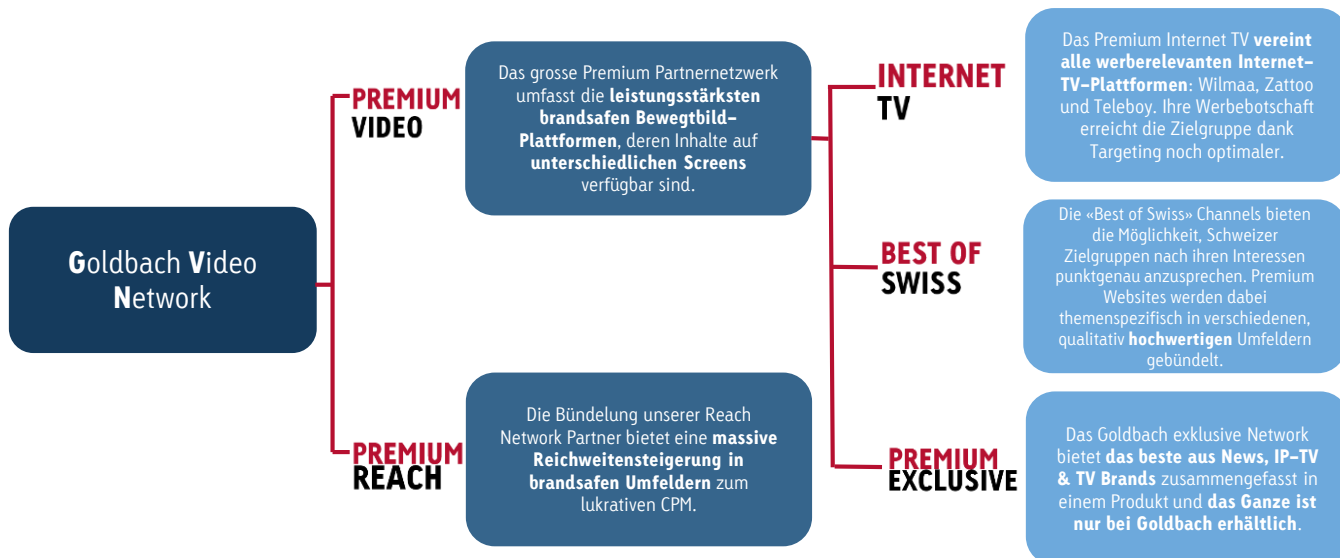 Goldbach Video
Network
PREMIUM
VIDEO
Das grosse Premium Partnernetzwerk
umfasst die leistungsstärksten
brandsafen Bewegtbild-
Plattformen, deren Inhalte auf
unterschiedlichen Screens
verfügbar sind.
PREMIUM
REACH
Die Bündelung unserer Reach
Network Partner bietet eine massive
Reichweitensteigerung in
brandsafen Umfeldern zum
lukrativen CPM.
INTERNET
TV
Das Premium Internet TV vereint
alle werberelevanten Internet-
TV-Plattformen: Wilmaa, Zattoo
und Teleboy. Ihre Werbebotschaft
erreicht die Zielgruppe dank
Targeting noch optimaler.
BEST OF
SWISS
Die «Best of Swiss» Channels bieten
die Möglichkeit, Schweizer
Zielgruppen nach ihren Interessen
punktgenau anzusprechen. Premium
Websites werden dabei
themenspezifisch in verschiedenen,
qualitativ hochwertigen Umfeldern
gebündelt.
PREMIUM
EXCLUSIVE
Das Goldbach exklusive Network
bietet das beste aus News, IP-TV
& TV Brands zusammengefasst in
einem Produkt und das Ganze ist
nur bei Goldbach erhältlich.